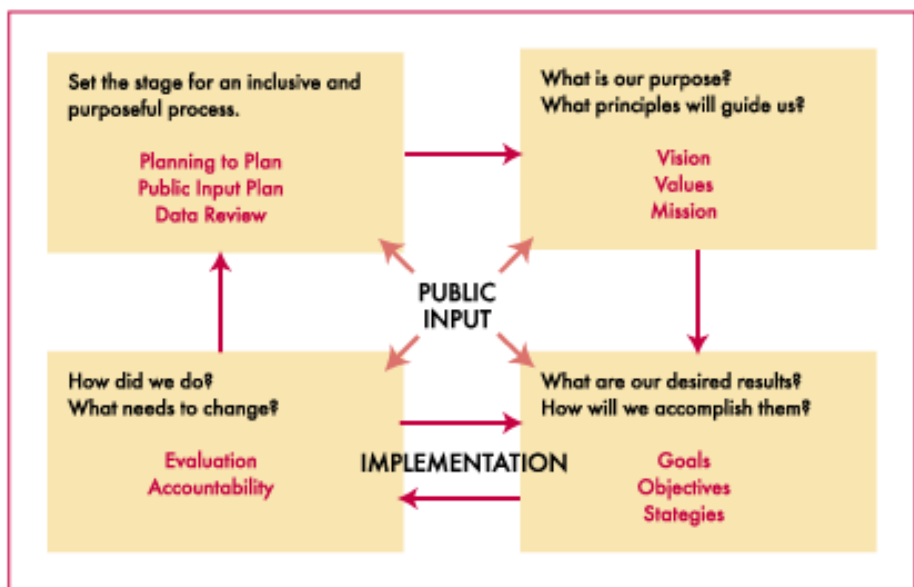 Set the stage for an inclusive and
purposeful process.
Planning to Plan
Public Input Plan
Data Review
What is our purpose?
What principles will guide us?
Vision
Values
Mission
PUBLIC
INPUT
How did we do?
What needs to change?
Evaluation
Accountability
IMPLEMENTATION
What are our desired results?
How will we accomplish them?
Goals
Objectives
Stategies